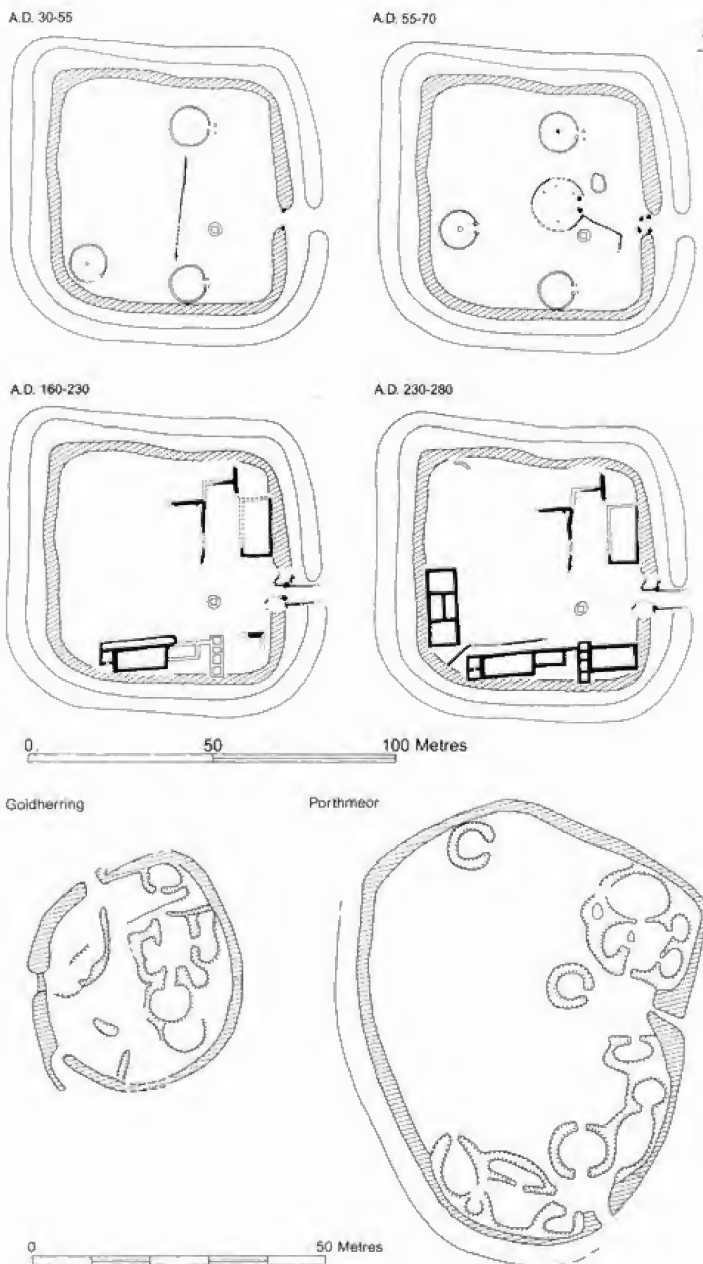 A.D. 30-55
A.D. 55-70
A.D. 160-230
A.D. 230-280
0 50 100 Metres
Goldherring
Porthmeor
0 50 Metres